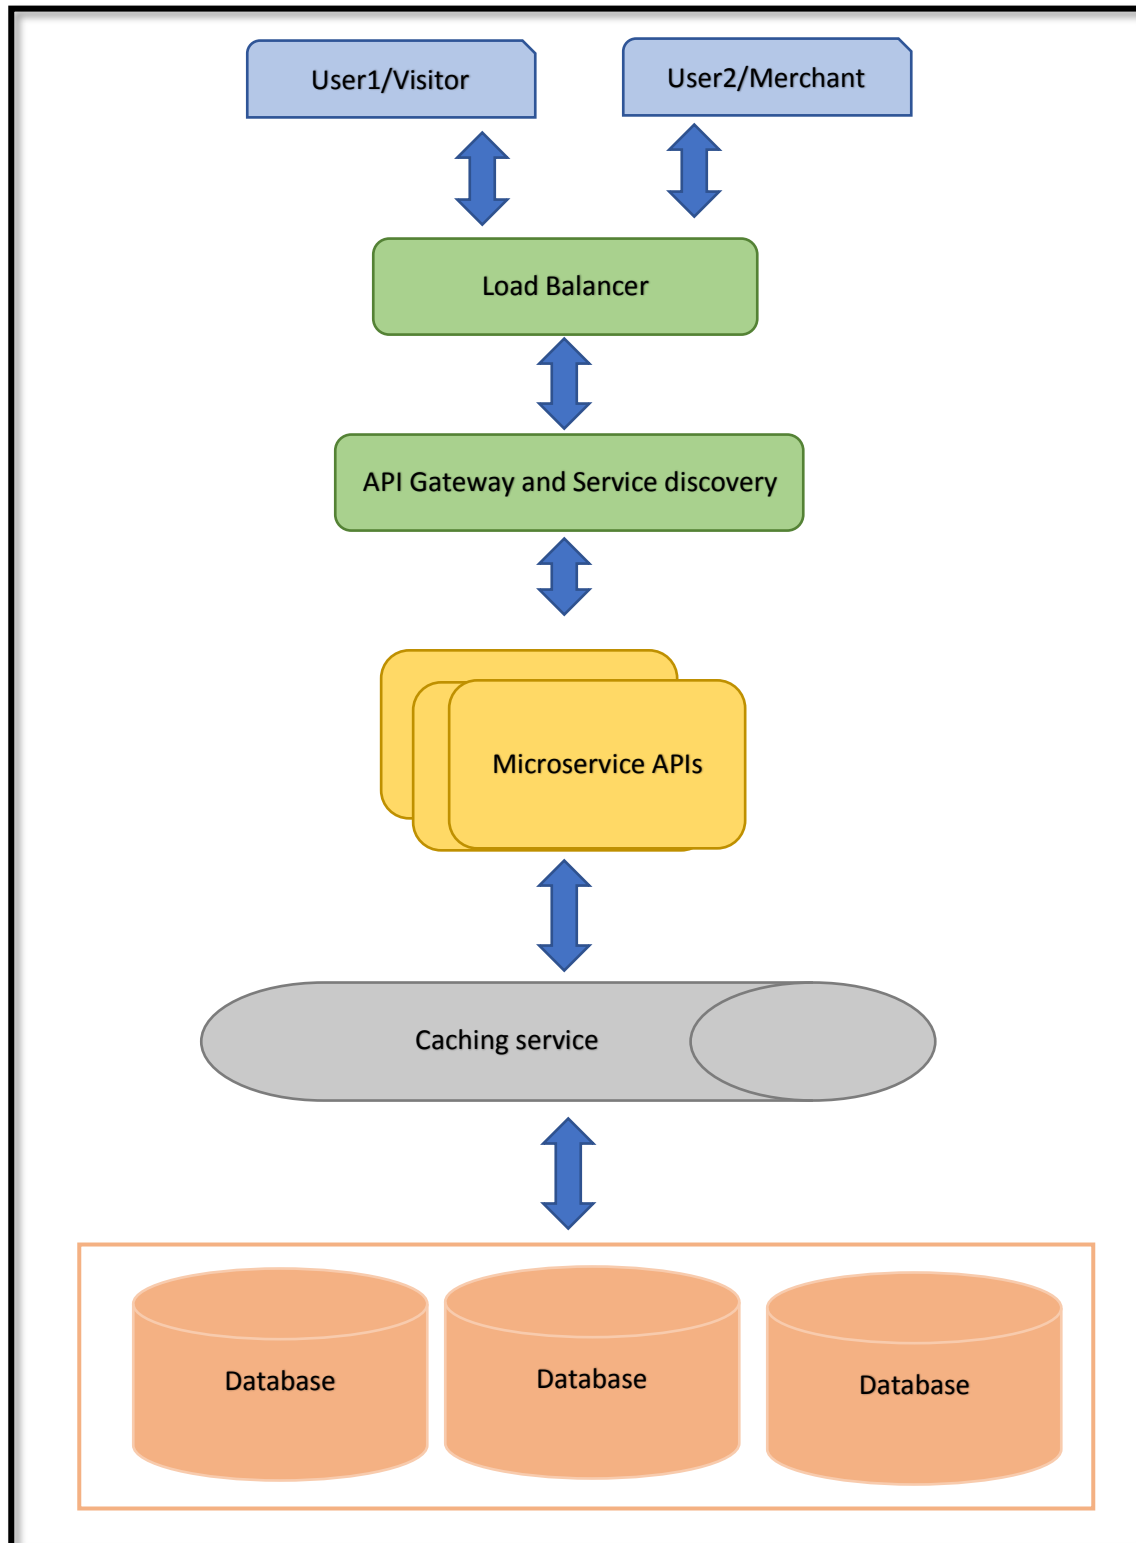 User1/Visitor
User2/Merchant
Load Balancer
API Gateway and Service discovery
Microservice APIs
Caching service
Database
Database
Database